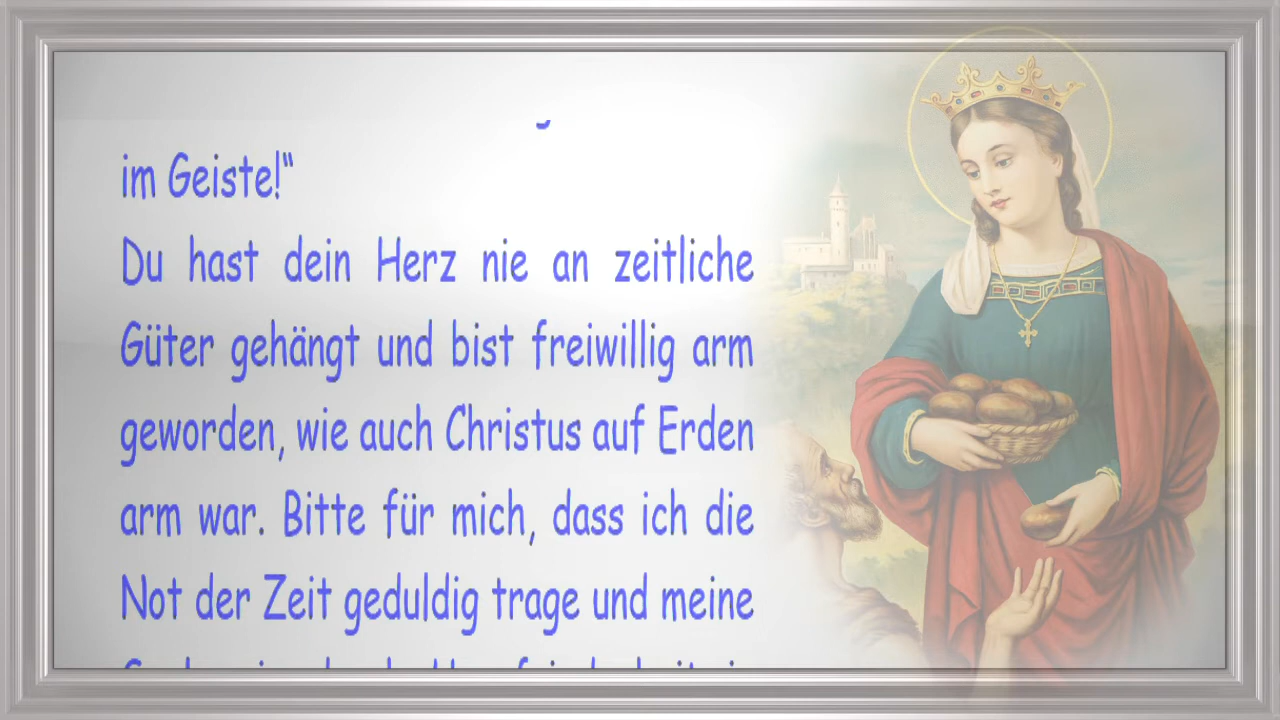 im Geiste!“
Du hast dein Herz nie an zeitliche
Güter gehängt und bist freiwillig arm
geworden, wie auch Christus auf Erden
arm war. Bitte für mich, dass ich die
Not der Zeit geduldig trage und meine